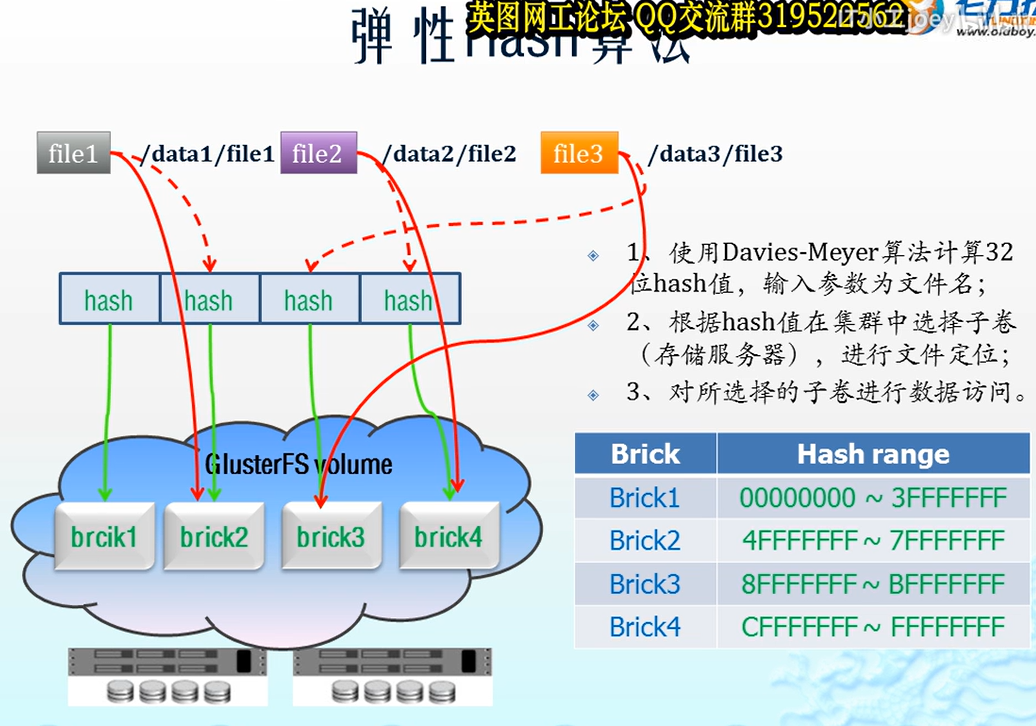 英图网工论坛 QQ交流群319522562
www.oldboy
弹性Hash算法
file1 /data1/file1 file2 /data2/file2 file3 /data3/file3
hash hash hash hash
1、使用Davies-Meyer算法计算32
位hash值，输入参数为文件名；
2、根据hash值在集群中选择子卷
（存储服务器），进行文件定位；
3、对所选择的子卷进行数据访问。
GlusterFS volume
brcik1 brick2 brick3 brick4
Brick Hash range
Brick1 00000000 ~ 3FFFFFFF
Brick2 4FFFFFFF ~ 7FFFFFFF
Brick3 8FFFFFFF ~ BFFFFFFF
Brick4 CFFFFFFF ~ FFFFFFFF